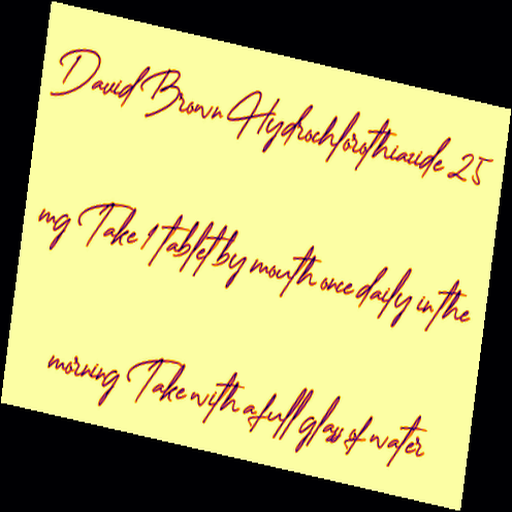 David Brown Hydrochlorothiazide 25
mg Take 1 tablet by mouth once daily in the
morning Take with a full glass of water